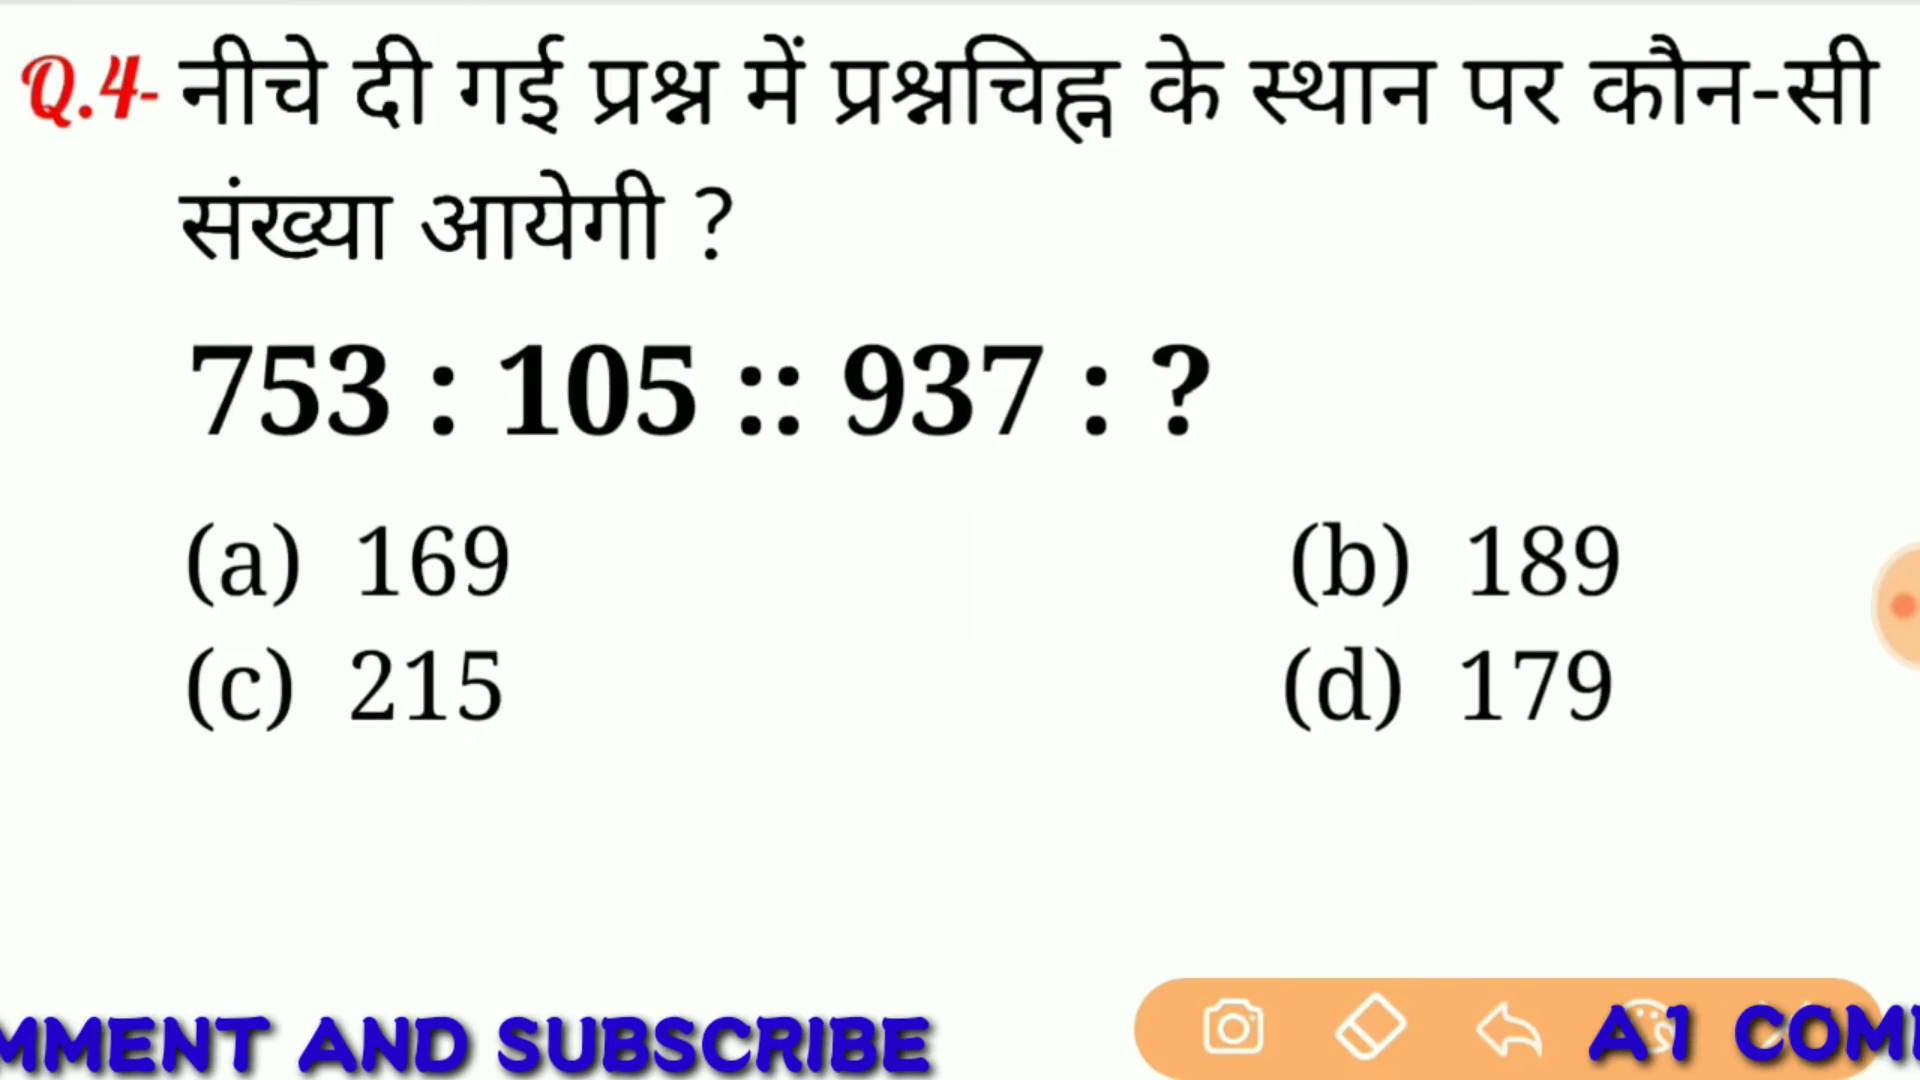 Q.4- नीचे दी गई प्रश्न में प्रश्नचिह्न के स्थान पर कौन-सी
संख्या आयेगी ?
753 : 105 :: 937 : ?
(a) 169 (b) 189
(c) 215 (d) 179
MMENT AND SUBSCRIBE A1 COM